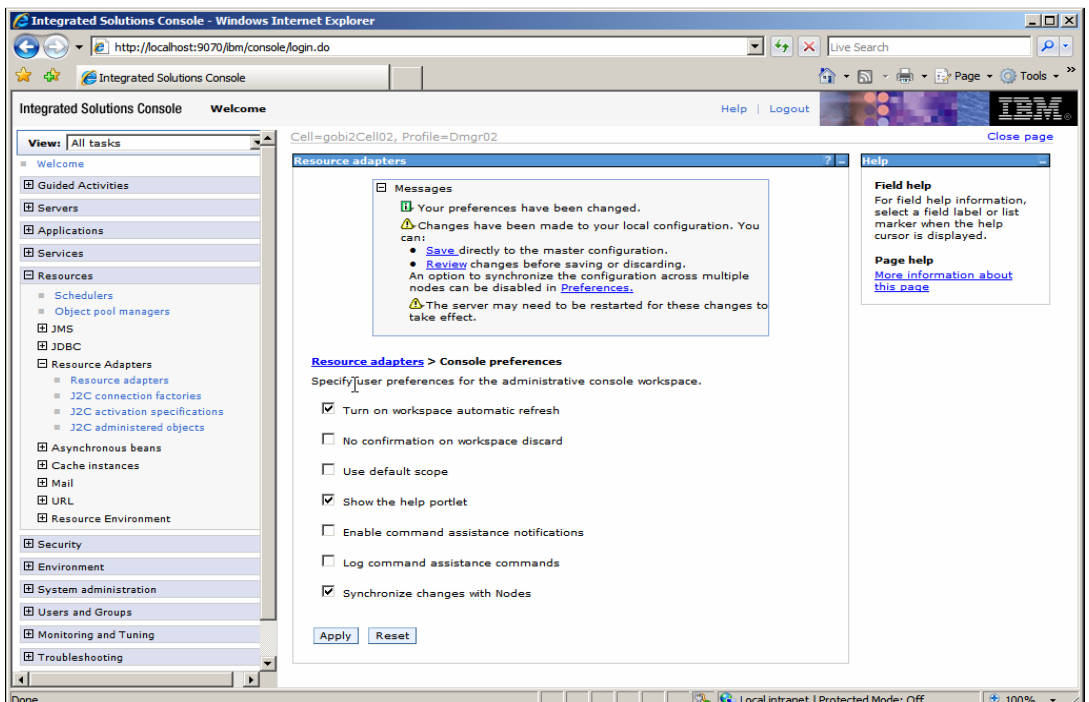 Integrated Solutions Console - Windows Internet Explorer
http://localhost:9070/ibm/console/login.do
Live Search
Integrated Solutions Console
Page
Tools
Integrated Solutions Console Welcome
Help | Logout
IBM
View: All tasks
Welcome
Guided Activities
Servers
Applications
Services
Resources
Schedulers
Object pool managers
JMS
JDBC
Resource Adapters
Resource adapters
J2C connection factories
J2C activation specifications
J2C administered objects
Asynchronous beans
Cache instances
Mail
URL
Resource Environment
Security
Environment
System administration
Users and Groups
Monitoring and Tuning
Troubleshooting
Cell=gobi2Cell02, Profile=Dmgr02
Close page
Resource adapters
? -
Messages
Your preferences have been changed.
Changes have been made to your local configuration. You
can:
Save directly to the master configuration.
Review changes before saving or discarding.
An option to synchronize the configuration across multiple
nodes can be disabled in Preferences.
The server may need to be restarted for these changes to
take effect.
Resource adapters > Console preferences
Specify user preferences for the administrative console workspace.
Turn on workspace automatic refresh
No confirmation on workspace discard
Use default scope
Show the help portlet
Enable command assistance notifications
Log command assistance commands
Synchronize changes with Nodes
Apply Reset
Help
Field help
For field help information,
select a field label or list
marker when the help
cursor is displayed.
Page help
More information about
this page
Done
Local intranet | Protected Mode: Off
100%